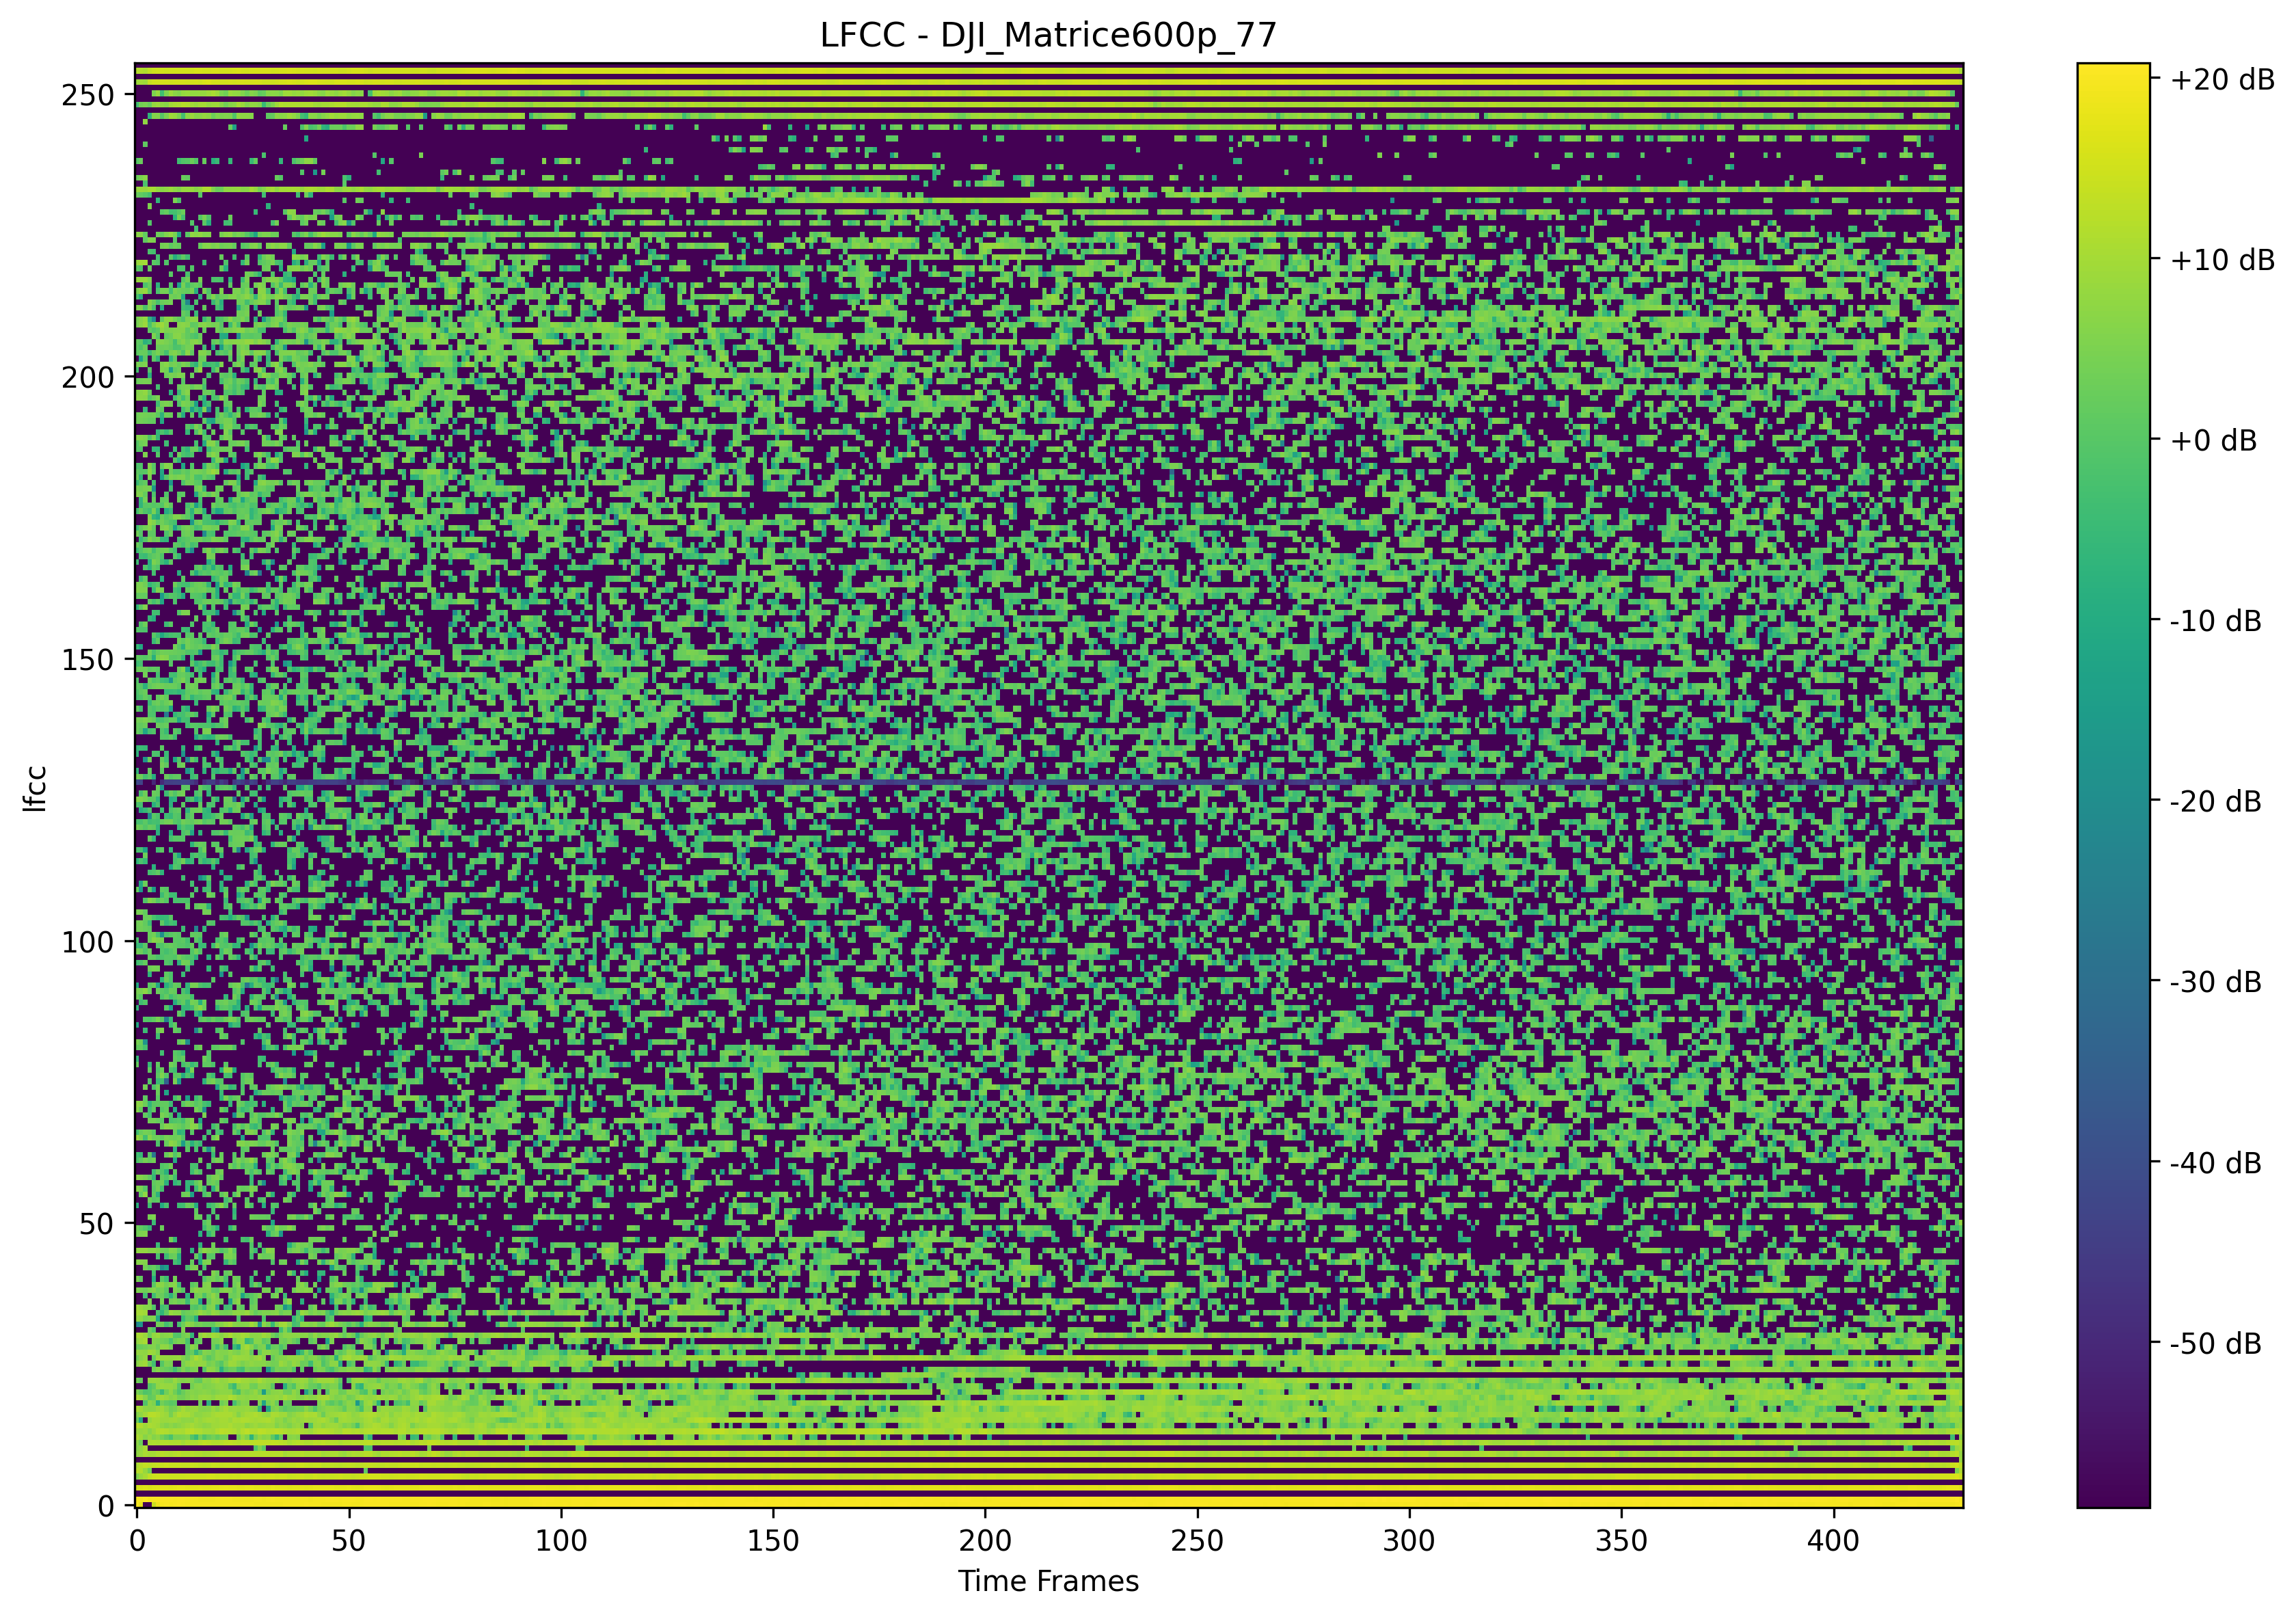 LFCC - DJI_Matrice600p_77
250
200
150
100
50
0
lfcc
0 50 100 150 200 250 300 350 400
Time Frames
+20 dB
+10 dB
+0 dB
-10 dB
-20 dB
-30 dB
-40 dB
-50 dB